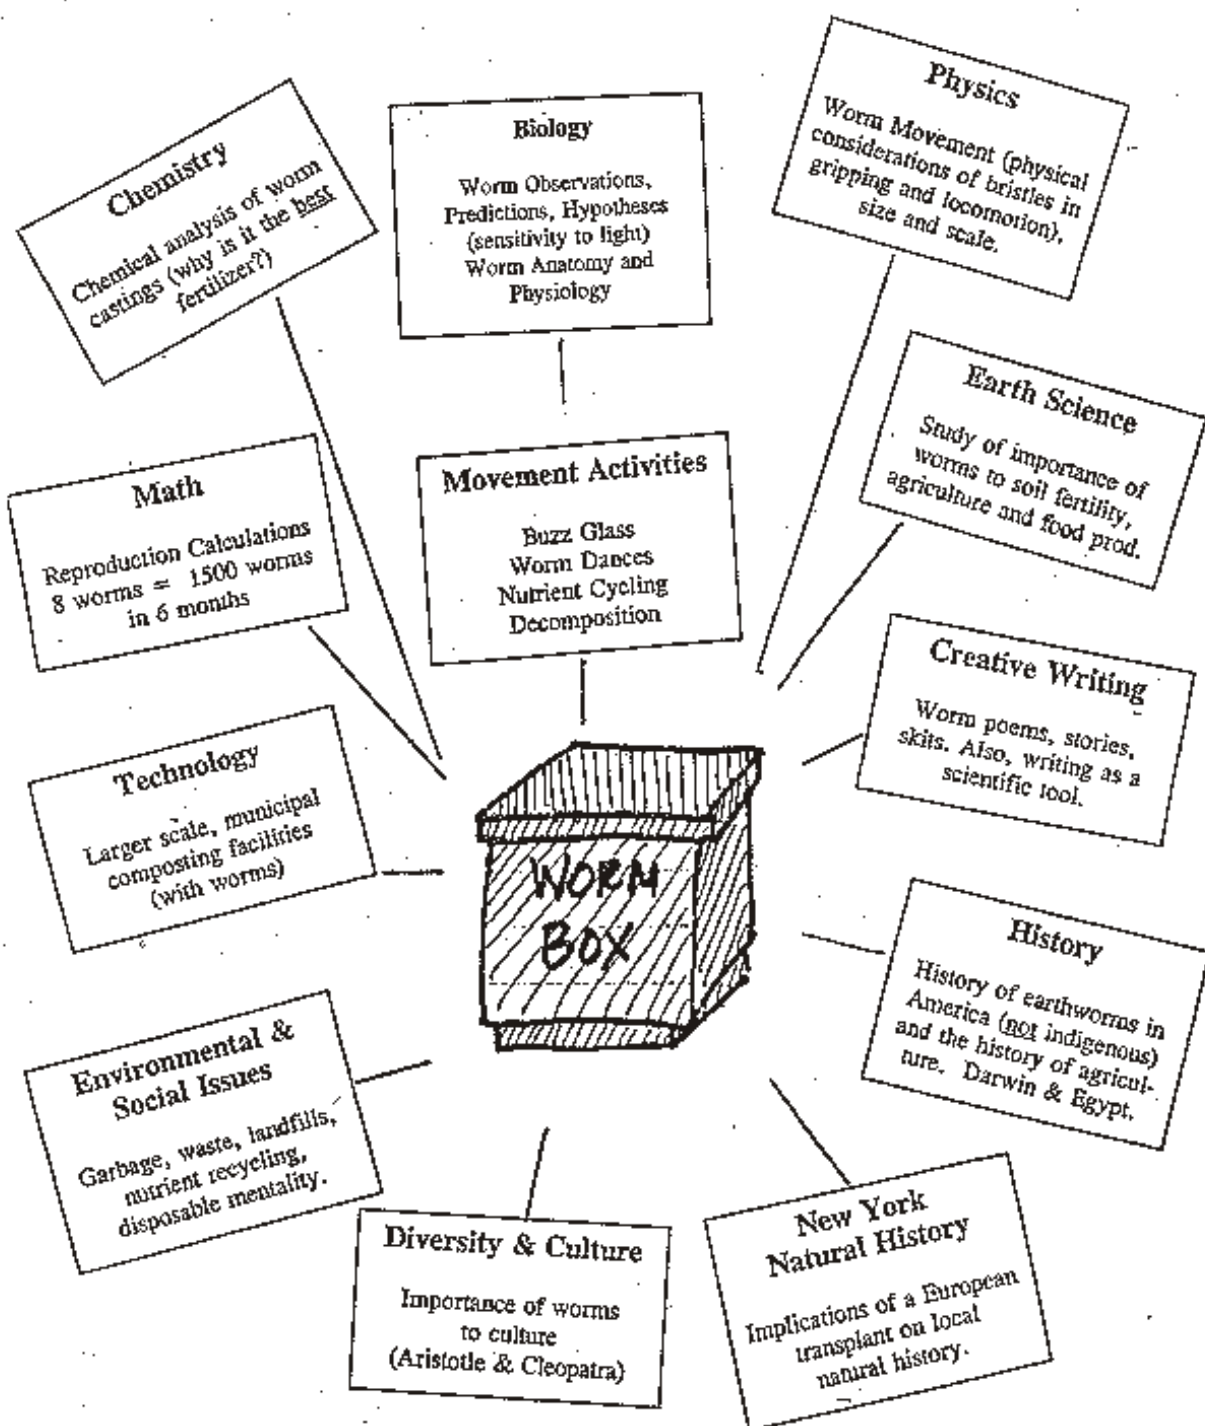 Chemistry
Chemical analysis of worm
castings (why is it the best
fertilizer?)
Biology
Worm Observations,
Predictions, Hypotheses
(sensitivity to light)
Worm Anatomy and
Physiology
Physics
Worm Movement (physical
considerations of bristles in
gripping and locomotion),
size and scale.
Math
Reproduction Calculations
8 worms = 1500 worms
in 6 months
Movement Activities
Buzz Glass
Worm Dances
Nutrient Cycling
Decomposition
Earth Science
Study of importance of
worms to soil fertility,
agriculture and food prod.
Technology
Larger scale, municipal
composting facilities
(with worms)
WORM
BOX
Creative Writing
Worm poems, stories,
skits. Also, writing as a
scientific tool.
Environmental &
Social Issues
Garbage, waste, landfills,
nutrient recycling,
disposable mentality.
History
History of earthworms in
America (not indigenous)
and the history of agricul-
ture. Darwin & Egypt.
Diversity & Culture
Importance of worms
to culture
(Aristotle & Cleopatra)
New York
Natural History
Implications of a European
transplant on local
natural history.